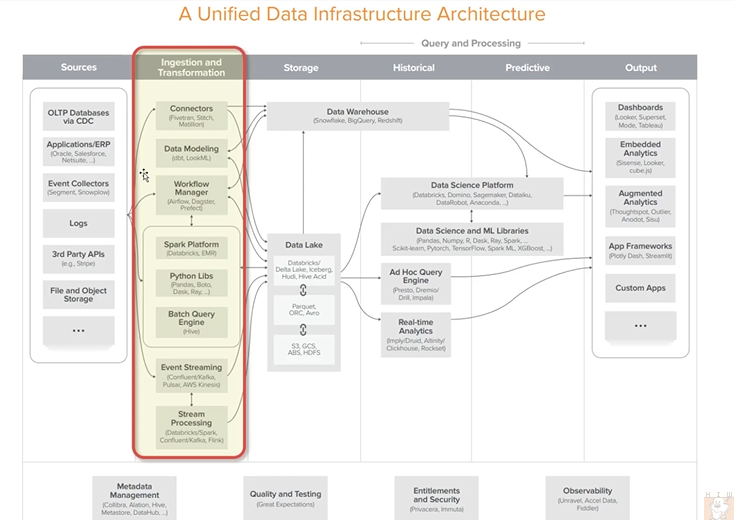 A Unified Data Infrastructure Architecture
Query and Processing
Sources
Ingestion and
Transformation
Storage
Historical
Predictive
Output
OLTP Databases
via CDC
Applications/ERP
(Oracle, Salesforce,
Netsuite, ...)
Event Collectors
(Segment, Snowplow)
Logs
3rd Party APIs
(e.g., Stripe)
File and Object
Storage
...
Connectors
(Fivetran, Stitch,
Matillion)
Data Modeling
(dbt, LookML)
Workflow
Manager
(Airflow, Dagster,
Prefect)
Spark Platform
(Databricks, EMR)
Python Libs
(Pandas, Boto,
Dask, Ray, ...)
Batch Query
Engine
(Hive)
Event Streaming
(Confluent/Kafka,
Pulsar, AWS Kinesis)
Stream
Processing
(Databricks/Spark,
Confluent/Kafka, Flink)
Data Warehouse
(Snowflake, BigQuery, Redshift)
Data Lake
Databricks/
Delta Lake, Iceberg,
Hudi, Hive Acid
Parquet,
ORC, Avro
S3, GCS,
ABS, HDFS
Data Science Platform
(Databricks, Domino, Sagemaker, Dataiku,
DataRobot, Anaconda, ...)
Data Science and ML Libraries
(Pandas, Numpy, R, Dask, Ray, Spark, ...
Scikit-learn, Pytorch, TensorFlow, Spark ML, XGBoost, ...)
Ad Hoc Query
Engine
(Presto, Dremio/
Drill, Impala)
Real-time
Analytics
(Imply/Druid, Altinity/
Clickhouse, Rockset)
Dashboards
(Looker, Superset,
Mode, Tableau)
Embedded
Analytics
(Sisense, Looker,
cube.js)
Augmented
Analytics
(Thoughtspot, Outlier,
Anodot, Sisu)
App Frameworks
(Plotly Dash, Streamlit)
Custom Apps
...
Metadata
Management
(Collibra, Alation, Hive,
Metastore, DataHub, ...)
Quality and Testing
(Great Expectations)
Entitlements
and Security
(Privacera, Immuta)
Observability
(Unravel, Accel Data,
Fiddler)